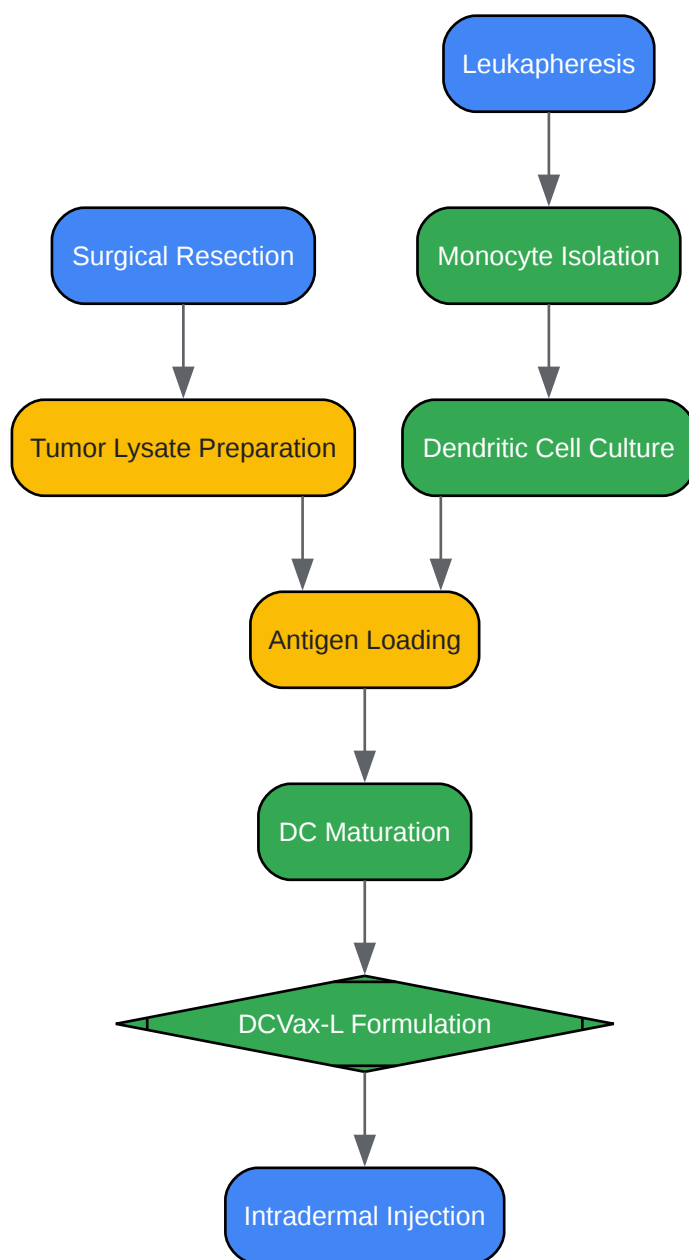 Leukapheresis
Surgical Resection
Monocyte Isolation
Tumor Lysate Preparation
Dendritic Cell Culture
Antigen Loading
DC Maturation
DCVax-L Formulation
Intradermal Injection